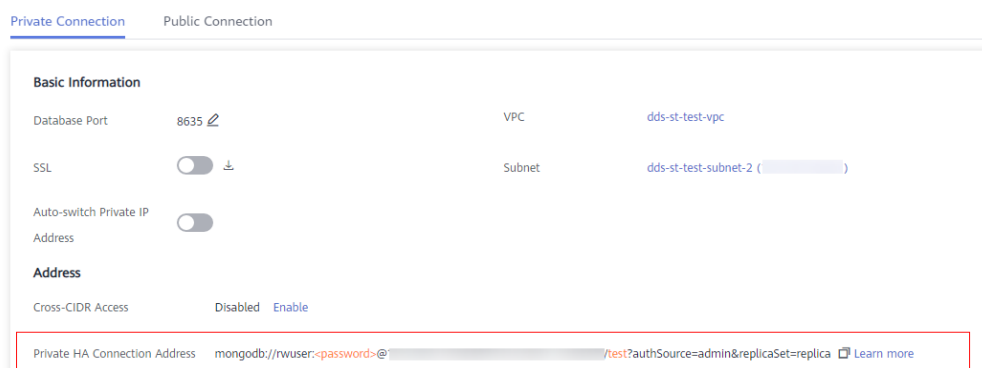 Private Connection Public Connection
Basic Information
Database Port 8635 VPC dds-st-test-vpc
SSL Subnet dds-st-test-subnet-2 ( )
Auto-switch Private IP
Address
Address
Cross-CIDR Access Disabled Enable
Private HA Connection Address mongodb://rwuser:<password>@ /test?authSource=admin&replicaSet=replica Learn more